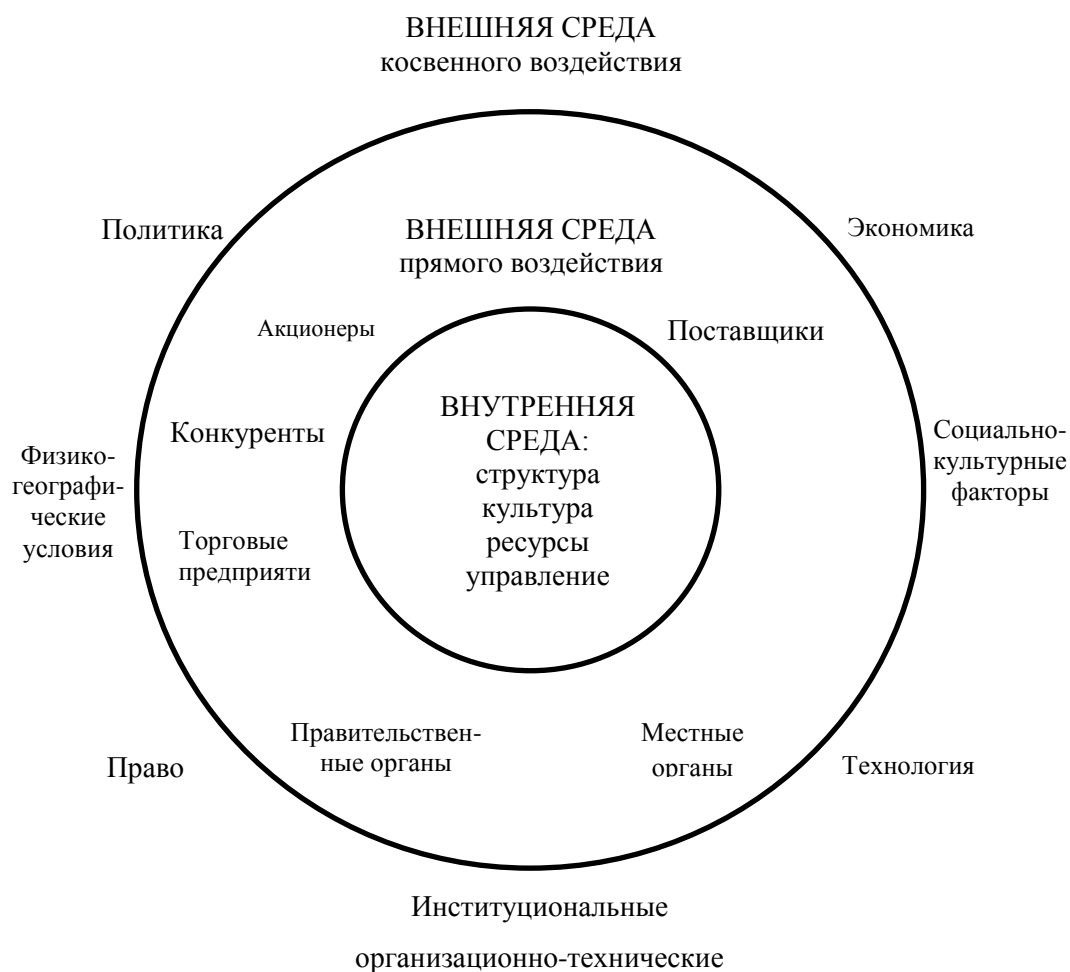 ВНЕШНЯЯ СРЕДА
косвенного воздействия
Политика
ВНЕШНЯЯ СРЕДА
прямого воздействия
Экономика
Акционеры
Поставщики
Конкуренты
ВНУТРЕННЯЯ
СРЕДА:
структура
культура
ресурсы
управление
Физико-
географи-
ческие
условия
Социально-
культурные
факторы
Торговые
предприяти
Правительствен-
ные органы
Местные
органы
Право
Технология
Институциональные
организационно-технические